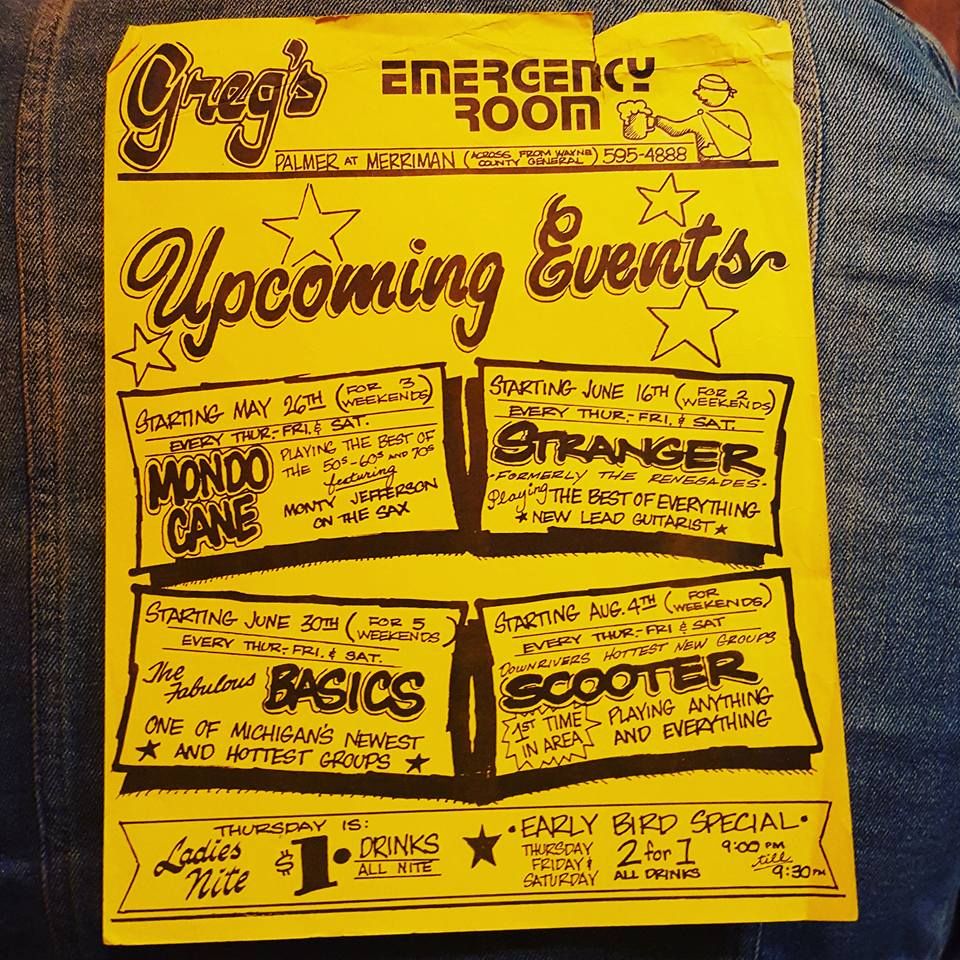 Greg's
EMERGENCY
ROOM
PALMER AT MERRIMAN (ACROSS FROM WAYNE COUNTY GENERAL) 595-4888
Upcoming Events
STARTING MAY 26TH (FOR 3 WEEKENDS)
EVERY THUR.-FRI. & SAT.
MONDO
CANE
PLAYING THE BEST OF
THE 50S-60S AND 70S
featuring
MONTY JEFFERSON
ON THE SAX
STARTING JUNE 16TH (FOR 2 WEEKENDS)
EVERY THUR.-FRI. & SAT.
STRANGER
-FORMERLY THE RENEGADES-
Playing THE BEST OF EVERYTHING
★ NEW LEAD GUITARIST ★
STARTING JUNE 30TH (FOR 5 WEEKENDS)
EVERY THUR.-FRI. & SAT.
The
Fabulous BASICS
ONE OF MICHIGAN'S NEWEST
★ AND HOTTEST GROUPS ★
STARTING AUG. 4TH (FOR WEEKENDS)
EVERY THUR.-FRI & SAT
DOWNRIVERS HOTTEST NEW GROUPS
SCOOTER
1ST TIME
IN AREA
PLAYING ANYTHING
AND EVERYTHING
THURSDAY IS:
Ladies
Nite
$1. DRINKS
ALL NITE
★ • EARLY BIRD SPECIAL •
THURSDAY
FRIDAY &
SATURDAY
2 for 1
ALL DRINKS
9:00 PM
till
9:30 PM